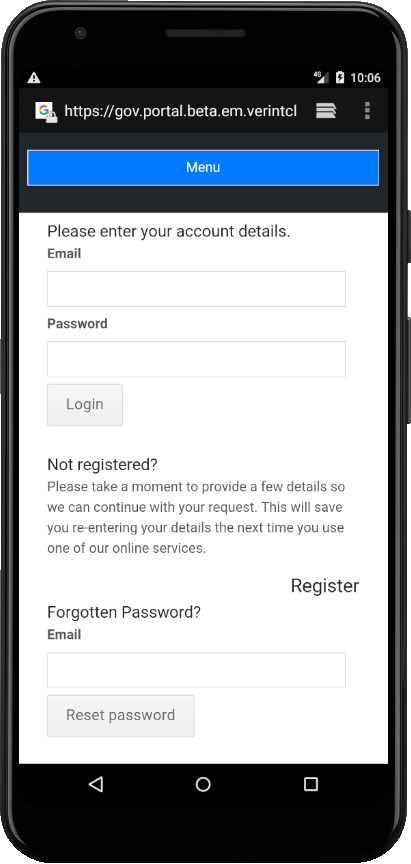 4G 10:06
https://gov.portal.beta.em.verintcl
Menu
Please enter your account details.
Email
Password
Login
Not registered?
Please take a moment to provide a few details so
we can continue with your request. This will save
you re-entering your details the next time you use
one of our online services.
Register
Forgotten Password?
Email
Reset password